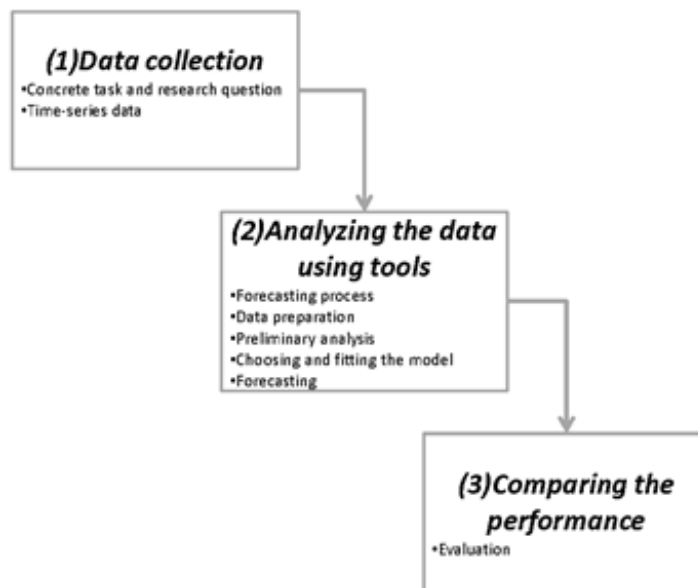 (1)Data collection
•Concrete task and research question
•Time-series data
(2)Analyzing the data
using tools
•Forecasting process
•Data preparation
•Preliminary analysis
•Choosing and fitting the model
•Forecasting
(3)Comparing the
performance
•Evaluation